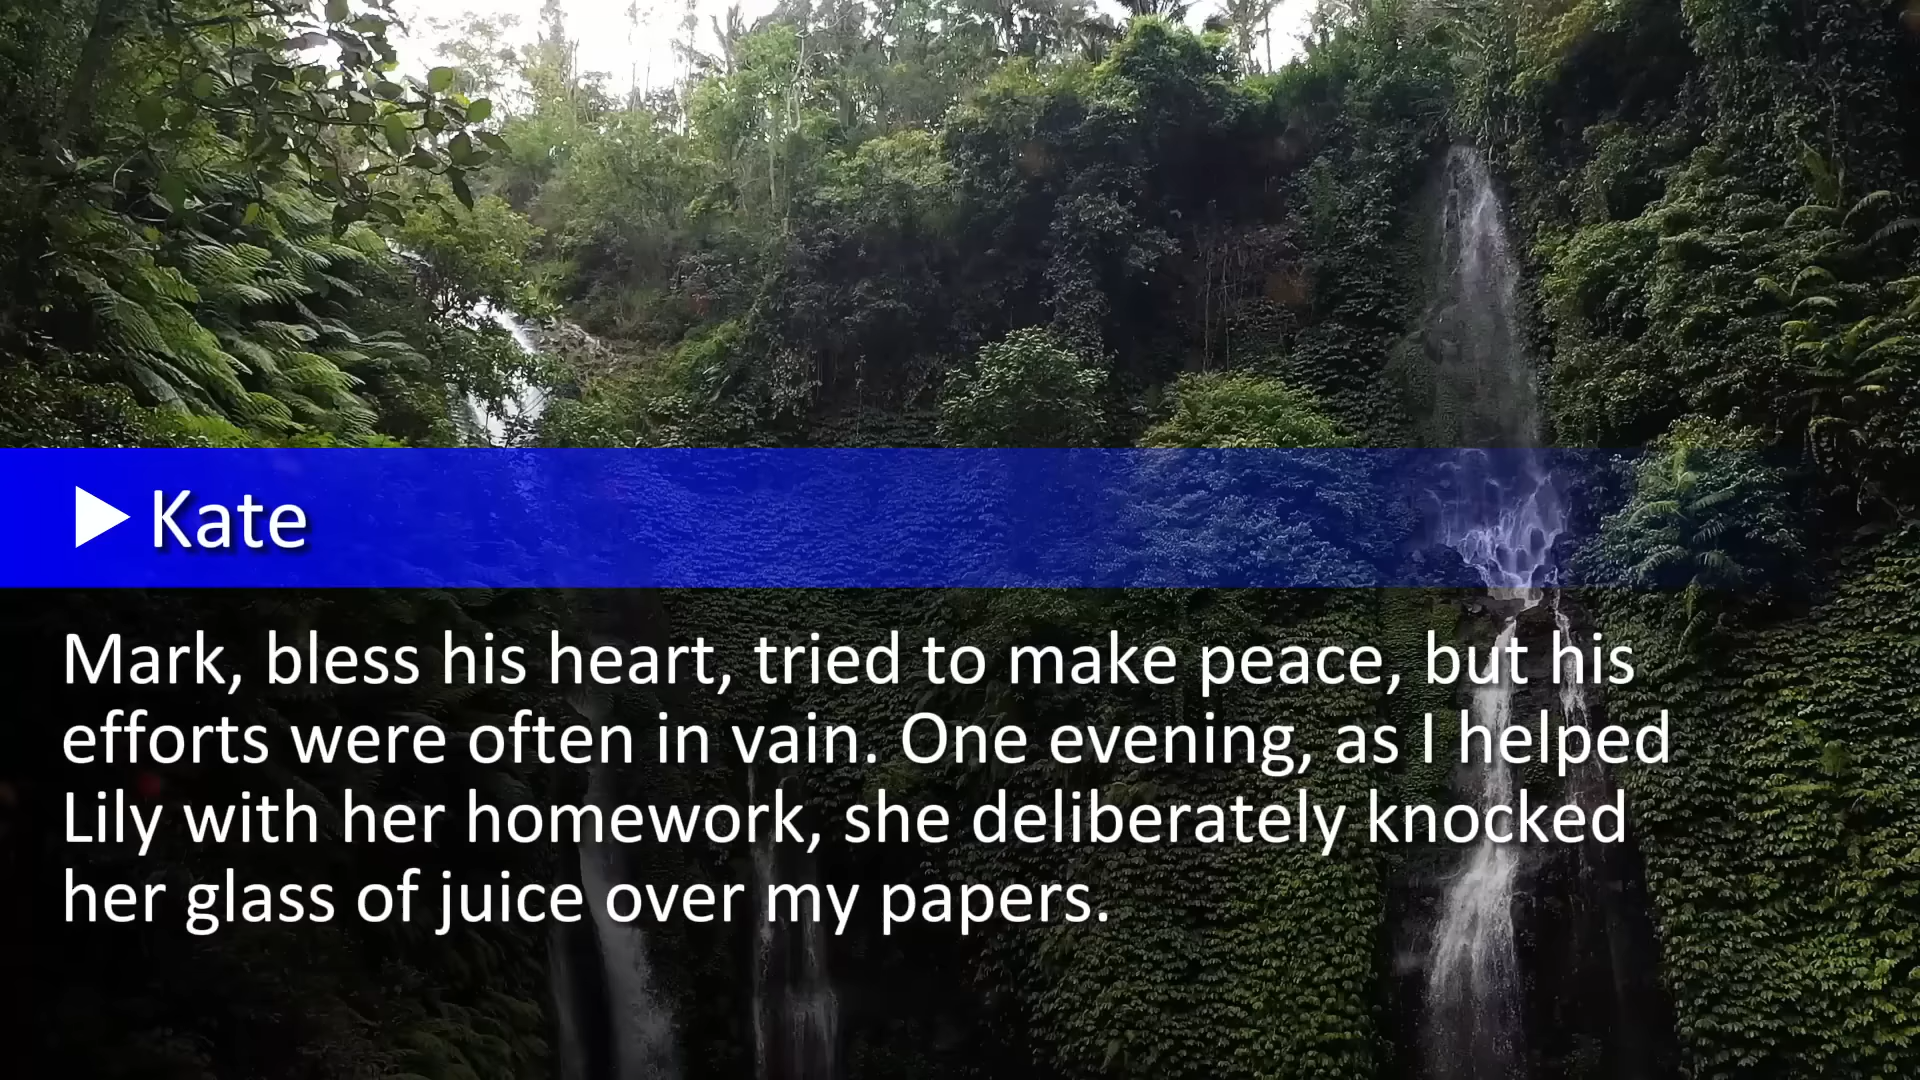 Kate
Mark, bless his heart, tried to make peace, but his
efforts were often in vain. One evening, as I helped
Lily with her homework, she deliberately knocked
her glass of juice over my papers.